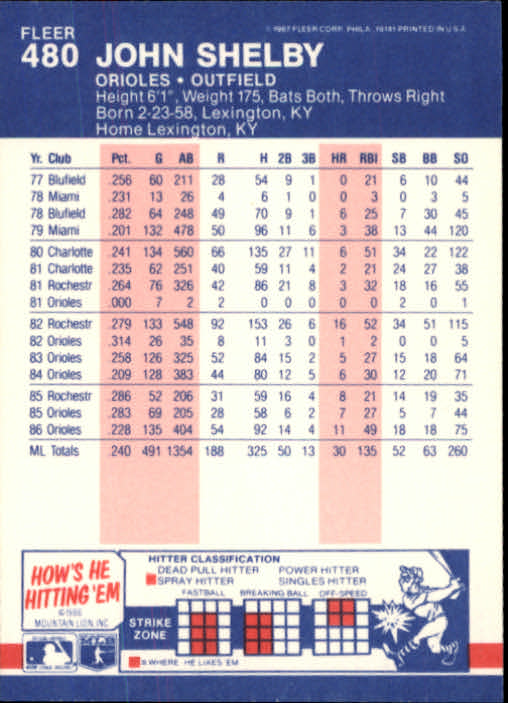 FLEER
© 1987 FLEER CORP. PHILA. 19141 PRINTED IN U.S.A.
480 JOHN SHELBY
ORIOLES • OUTFIELD
Height 6'1", Weight 175, Bats Both, Throws Right
Born 2-23-58, Lexington, KY
Home Lexington, KY
Yr. Club Pct. G AB R H 2B 3B HR RBI SB BB SO
77 Blufield .256 60 211 28 54 9 1 0 21 6 10 44
78 Miami .231 13 26 4 6 1 0 0 3 0 3 5
78 Blufield .282 64 248 49 70 9 1 6 25 7 30 45
79 Miami .201 132 478 50 96 11 6 3 38 13 44 120
80 Charlotte .241 134 560 66 135 27 11 6 51 34 22 122
81 Charlotte .235 62 251 40 59 11 4 2 21 24 27 38
81 Rochestr .264 76 326 42 86 21 8 3 32 18 16 55
81 Orioles .000 7 2 2 0 0 0 0 0 2 0 1
82 Rochestr .279 133 548 92 153 26 6 16 52 34 51 115
82 Orioles .314 26 35 8 11 3 0 1 2 0 0 5
83 Orioles .258 126 325 52 84 15 2 5 27 15 18 64
84 Orioles .209 128 383 44 80 12 5 6 30 12 20 71
85 Rochestr .286 52 206 31 59 16 4 8 21 14 19 35
85 Orioles .283 69 205 28 58 6 2 7 27 5 7 44
86 Orioles .228 135 404 54 92 14 4 11 49 18 18 75
ML Totals .240 491 1354 188 325 50 13 30 135 52 63 260
HOW'S HE
HITTING 'EM
©1986
MOUNTAIN LION, INC
HITTER CLASSIFICATION
DEAD PULL HITTER POWER HITTER
SPRAY HITTER SINGLES HITTER
FASTBALL BREAKING BALL OFF-SPEED
STRIKE
ZONE
= WHERE HE LIKES 'EM